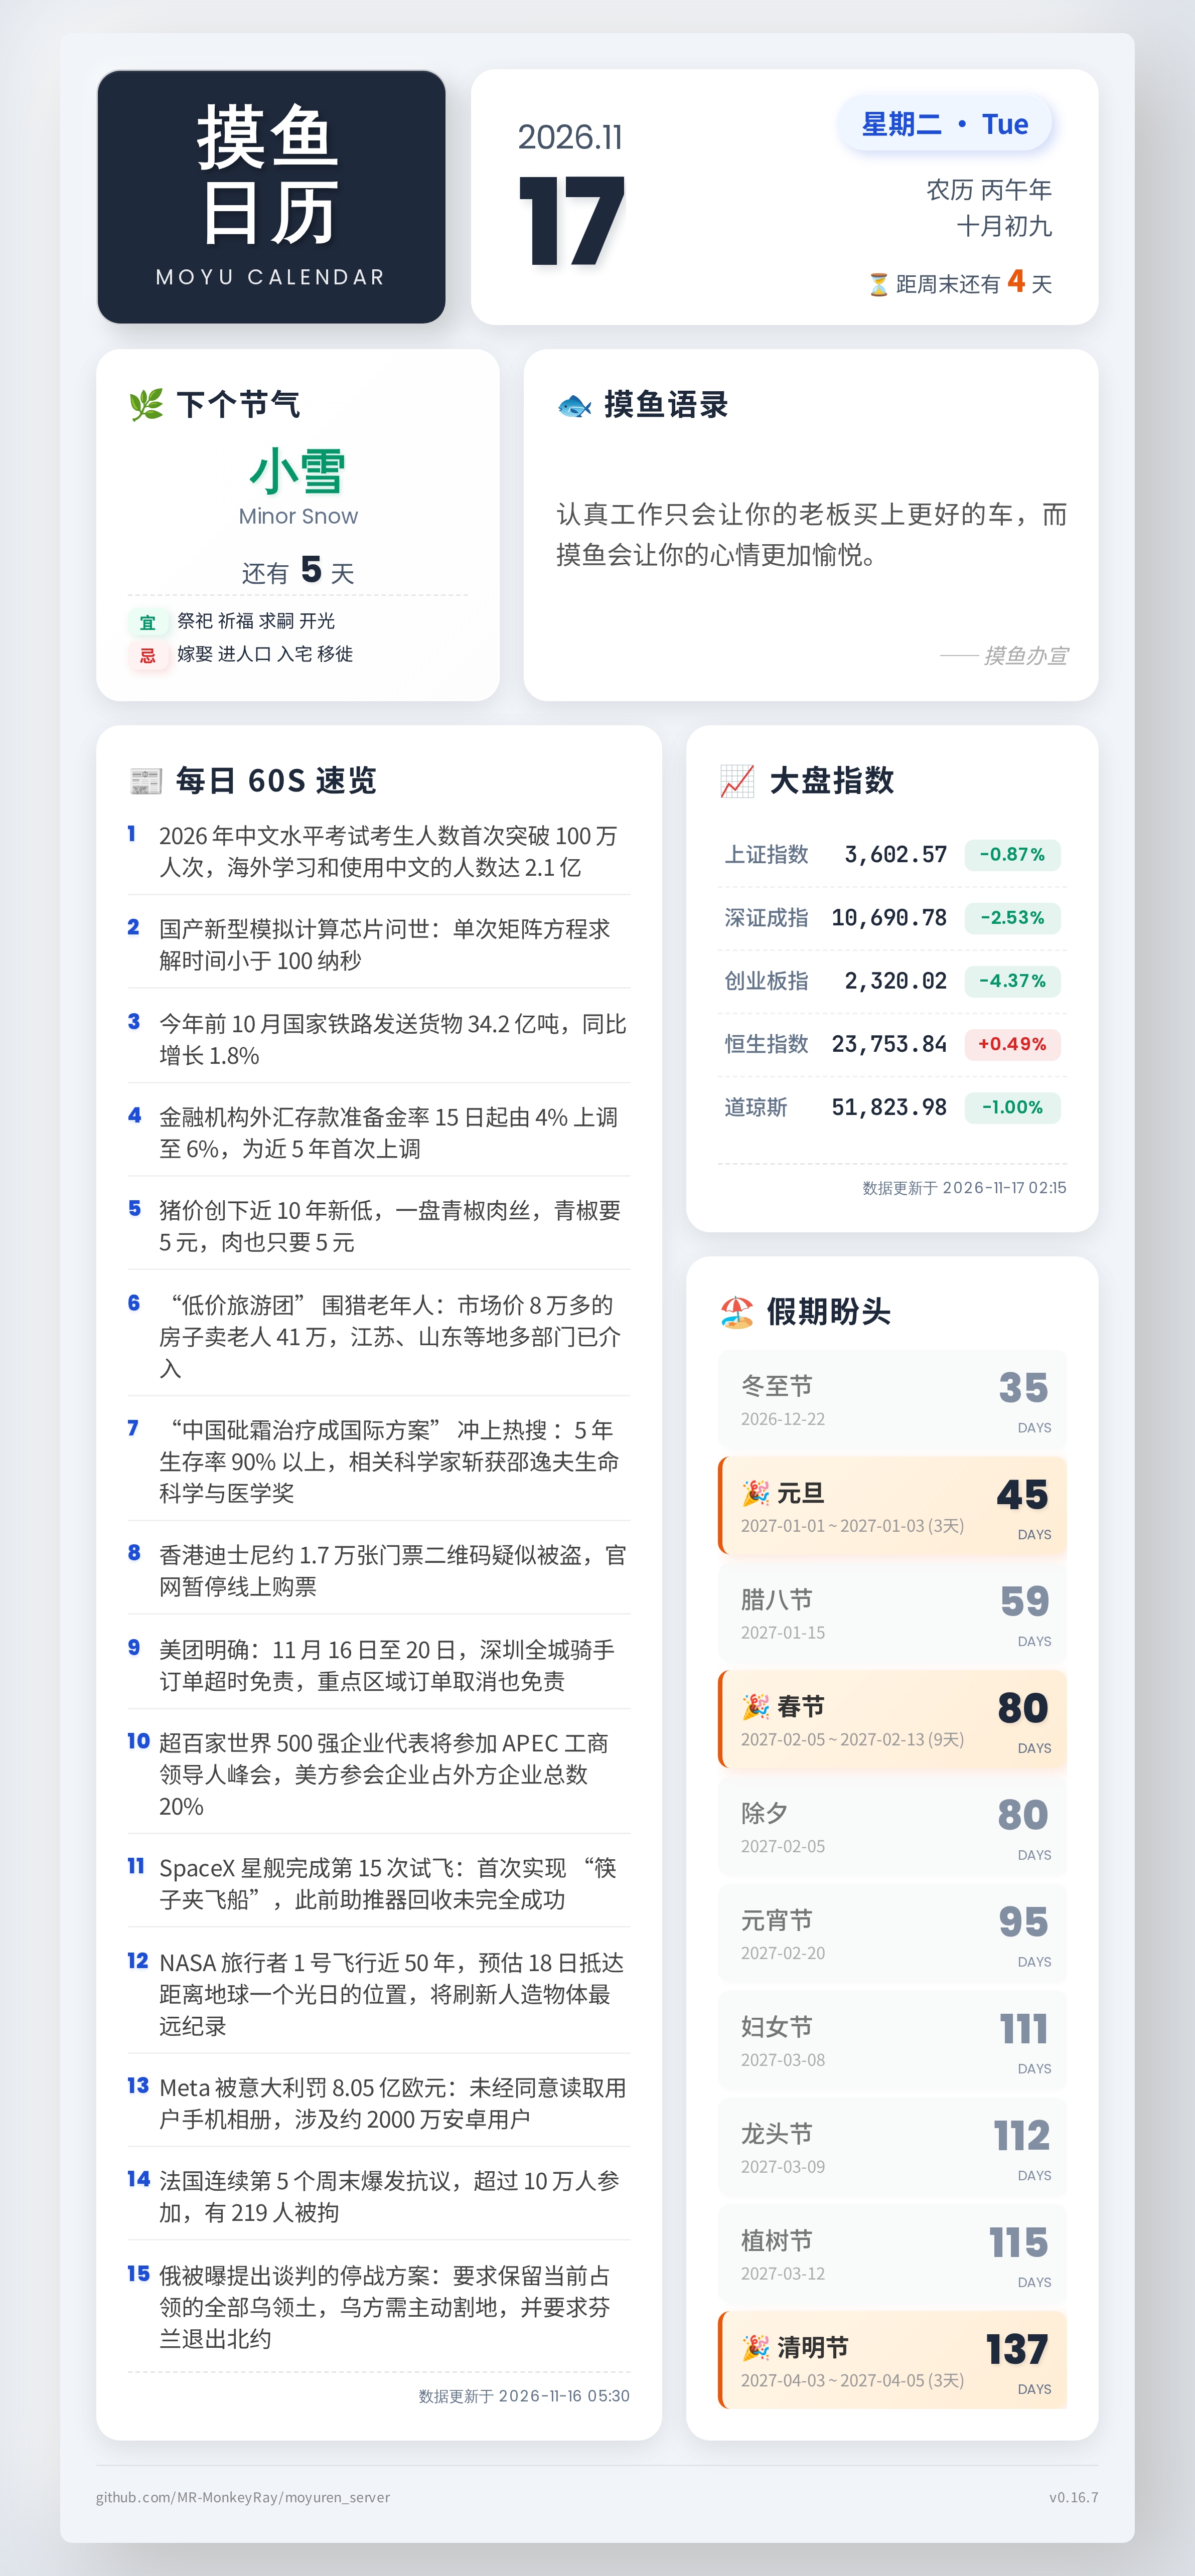 摸鱼
日历
MOYU CALENDAR
2026.11
17
星期二 • Tue
农历 丙午年
十月初九
⏳ 距周末还有 4 天
🌿 下个节气
小雪
Minor Snow
还有 5 天
宜 祭祀 祈福 求嗣 开光
忌 嫁娶 进人口 入宅 移徙
🐟 摸鱼语录
认真工作只会让你的老板买上更好的车，而
摸鱼会让你的心情更加愉悦。
—— 摸鱼办宣
📰 每日 60S 速览
1 2026 年中文水平考试考生人数首次突破 100 万
人次，海外学习和使用中文的人数达 2.1 亿
2 国产新型模拟计算芯片问世：单次矩阵方程求
解时间小于 100 纳秒
3 今年前 10 月国家铁路发送货物 34.2 亿吨，同比
增长 1.8%
4 金融机构外汇存款准备金率 15 日起由 4% 上调
至 6%，为近 5 年首次上调
5 猪价创下近 10 年新低，一盘青椒肉丝，青椒要
5 元，肉也只要 5 元
6 “低价旅游团” 围猎老年人：市场价 8 万多的
房子卖老人 41 万，江苏、山东等地多部门已介
入
7 “中国砒霜治疗成国际方案” 冲上热搜 ：5 年
生存率 90% 以上，相关科学家斩获邵逸夫生命
科学与医学奖
8 香港迪士尼约 1.7 万张门票二维码疑似被盗，官
网暂停线上购票
9 美团明确：11 月 16 日至 20 日，深圳全城骑手
订单超时免责，重点区域订单取消也免责
10 超百家世界 500 强企业代表将参加 APEC 工商
领导人峰会，美方参会企业占外方企业总数
20%
11 SpaceX 星舰完成第 15 次试飞：首次实现 “筷
子夹飞船” ，此前助推器回收未完全成功
12 NASA 旅行者 1 号飞行近 50 年，预估 18 日抵达
距离地球一个光日的位置，将刷新人造物体最
远纪录
13 Meta 被意大利罚 8.05 亿欧元：未经同意读取用
户手机相册，涉及约 2000 万安卓用户
14 法国连续第 5 个周末爆发抗议，超过 10 万人参
加，有 219 人被拘
15 俄被曝提出谈判的停战方案：要求保留当前占
领的全部乌领土，乌方需主动割地，并要求芬
兰退出北约
数据更新于 2026-11-16 05:30
📈 大盘指数
上证指数 3,602.57 -0.87%
深证成指 10,690.78 -2.53%
创业板指 2,320.02 -4.37%
恒生指数 23,753.84 +0.49%
道琼斯 51,823.98 -1.00%
数据更新于 2026-11-17 02:15
🏖️ 假期盼头
冬至节
2026-12-22
35
DAYS
🎉 元旦
2027-01-01 ~ 2027-01-03 (3天)
45
DAYS
腊八节
2027-01-15
59
DAYS
🎉 春节
2027-02-05 ~ 2027-02-13 (9天)
80
DAYS
除夕
2027-02-05
80
DAYS
元宵节
2027-02-20
95
DAYS
妇女节
2027-03-08
111
DAYS
龙头节
2027-03-09
112
DAYS
植树节
2027-03-12
115
DAYS
🎉 清明节
2027-04-03 ~ 2027-04-05 (3天)
137
DAYS
github.com/MR-MonkeyRay/moyuren_server
v0.16.7